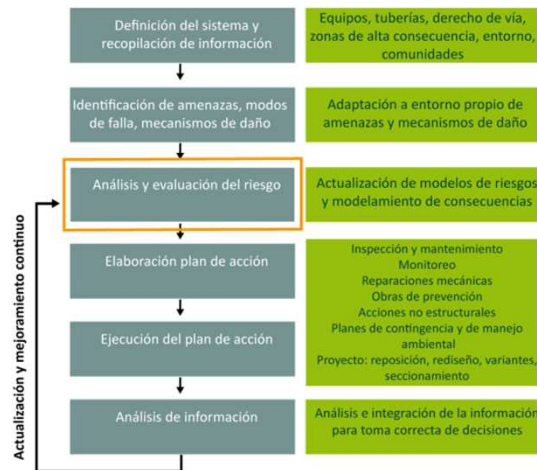 Definición del sistema y
recopilación de información
Equipos, tuberías, derecho de vía,
zonas de alta consecuencia, entorno,
comunidades
Identificación de amenazas, modos
de falla, mecanismos de daño
Adaptación a entorno propio de
amenazas y mecanismos de daño
Análisis y evaluación del riesgo
Actualización de modelos de riesgos
y modelamiento de consecuencias
Elaboración plan de acción
Ejecución del plan de acción
Inspección y mantenimiento
Monitoreo
Reparaciones mecánicas
Obras de prevención
Acciones no estructurales
Planes de contingencia y de manejo
ambiental
Proyecto: reposición, rediseño, variantes,
seccionamiento
Análisis de información
Análisis e integración de la información
para toma correcta de decisiones
Actualización y mejoramiento continuo